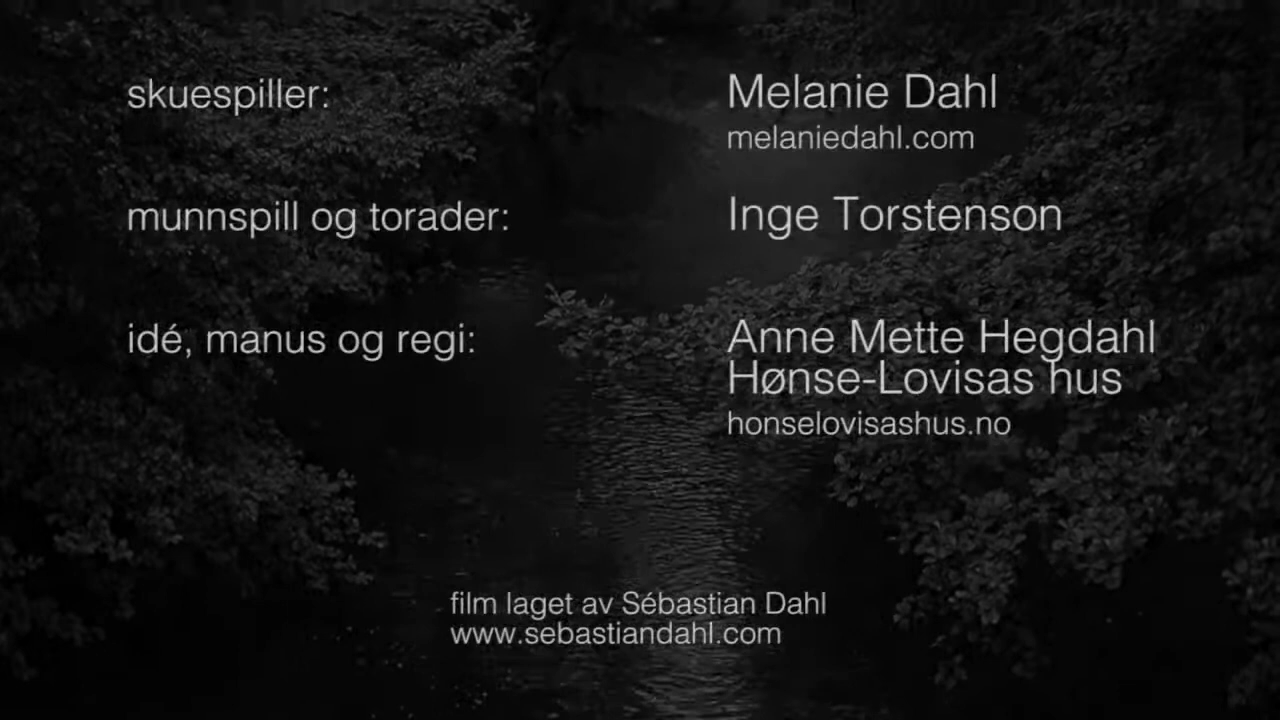 skuespiller: Melanie Dahl
melaniedahl.com
munnspill og torader: Inge Torstenson
idé, manus og regi: Anne Mette Hegdahl
Hønse-Lovisas hus
honselovisashus.no
film laget av Sébastian Dahl
www.sebastiandahl.com